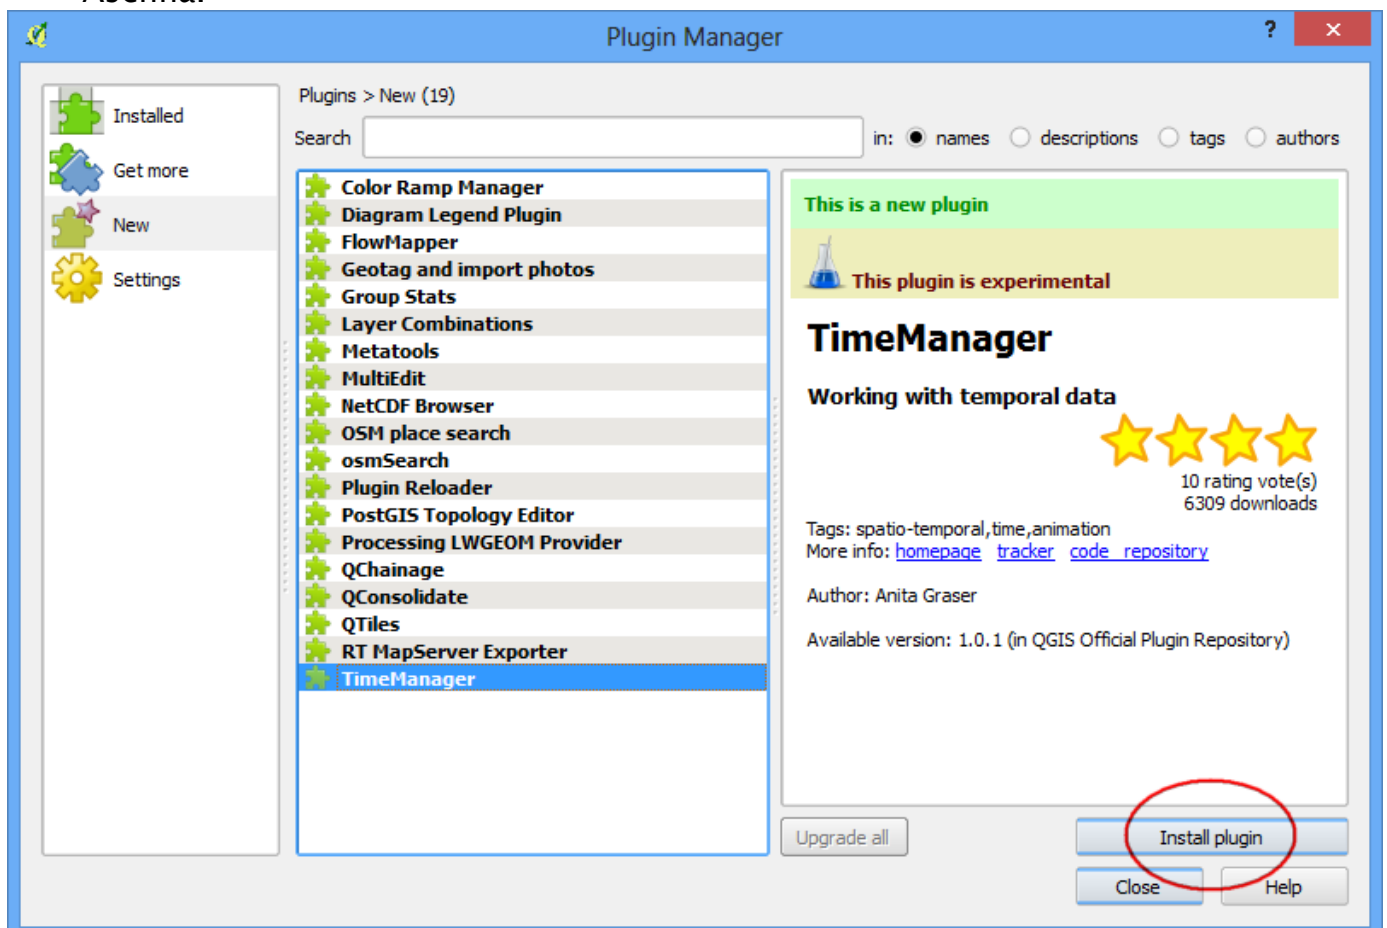 Plugin Manager
?
Installed
Get more
New
Settings
Plugins > New (19)
Search
in: names descriptions tags authors
Color Ramp Manager
Diagram Legend Plugin
FlowMapper
Geotag and import photos
Group Stats
Layer Combinations
Metatools
MultiEdit
NetCDF Browser
OSM place search
osmSearch
Plugin Reloader
PostGIS Topology Editor
Processing LWGEOM Provider
QChainage
QConsolidate
QTiles
RT MapServer Exporter
TimeManager
This is a new plugin
This plugin is experimental
TimeManager
Working with temporal data
10 rating vote(s)
6309 downloads
Tags: spatio-temporal,time,animation
More info: homepage tracker code repository
Author: Anita Graser
Available version: 1.0.1 (in QGIS Official Plugin Repository)
Upgrade all
Install plugin
Close
Help